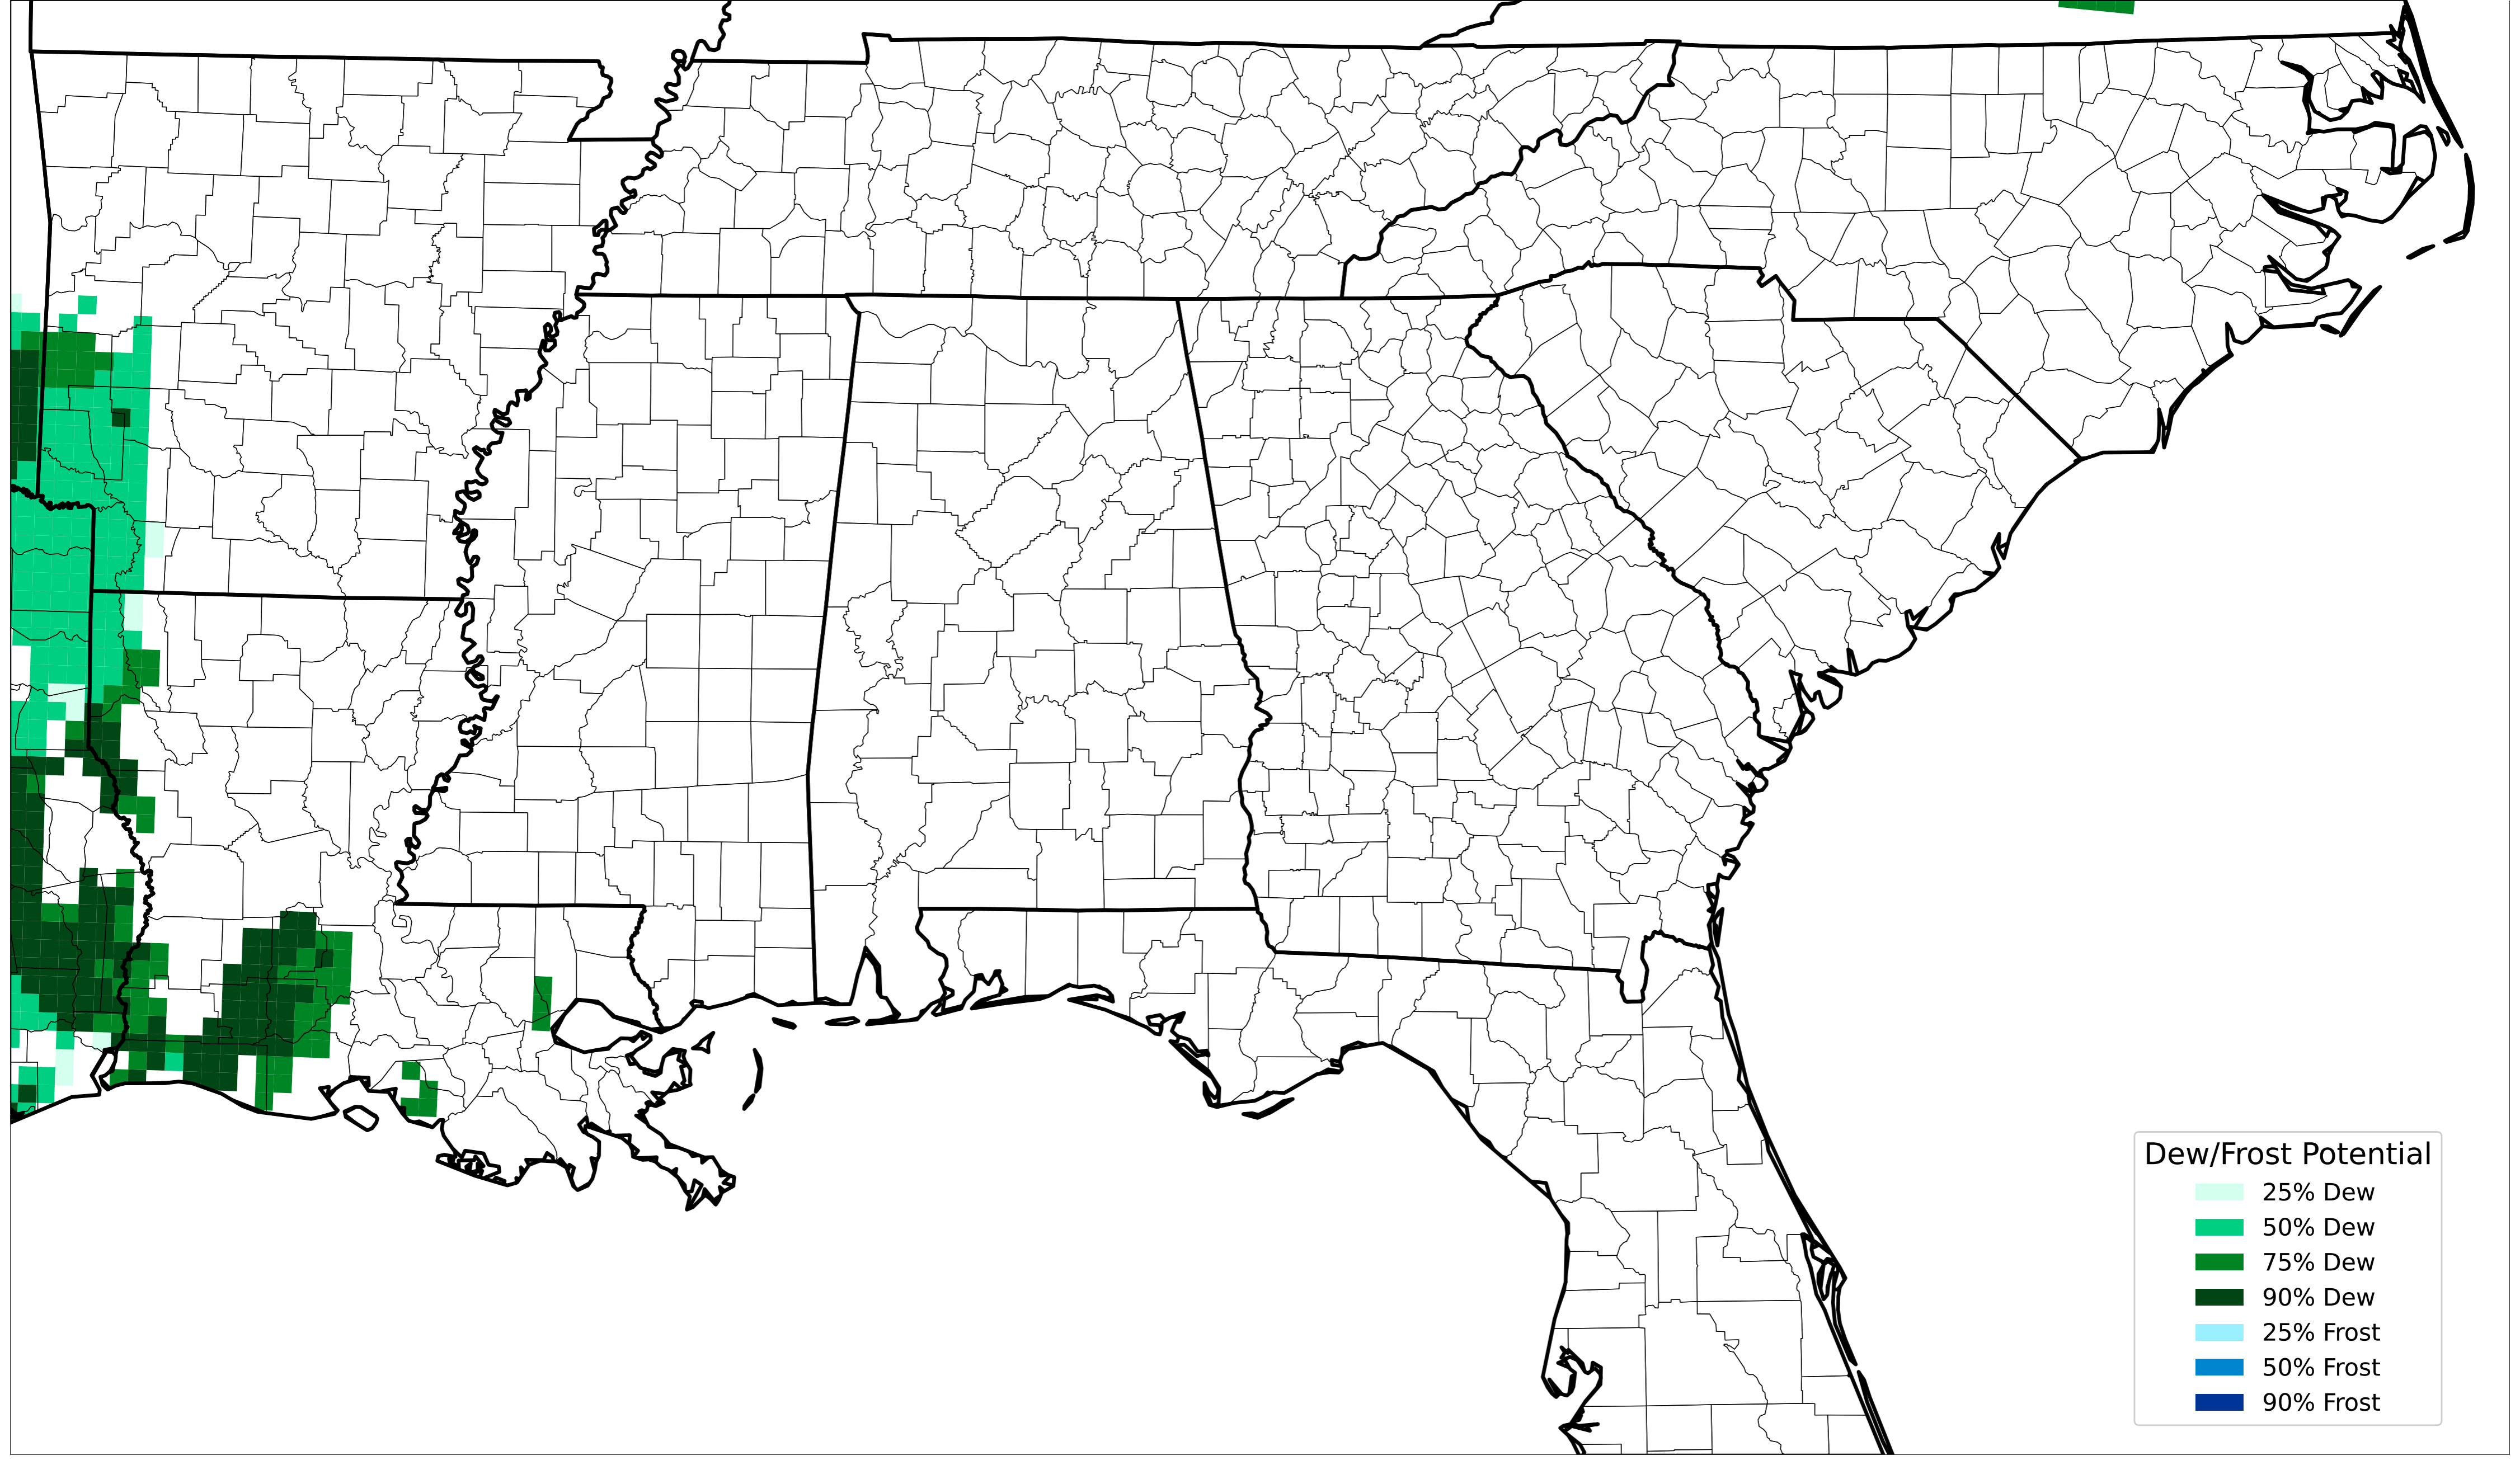 Dew/Frost Potential
25% Dew
50% Dew
75% Dew
90% Dew
25% Frost
50% Frost
90% Frost